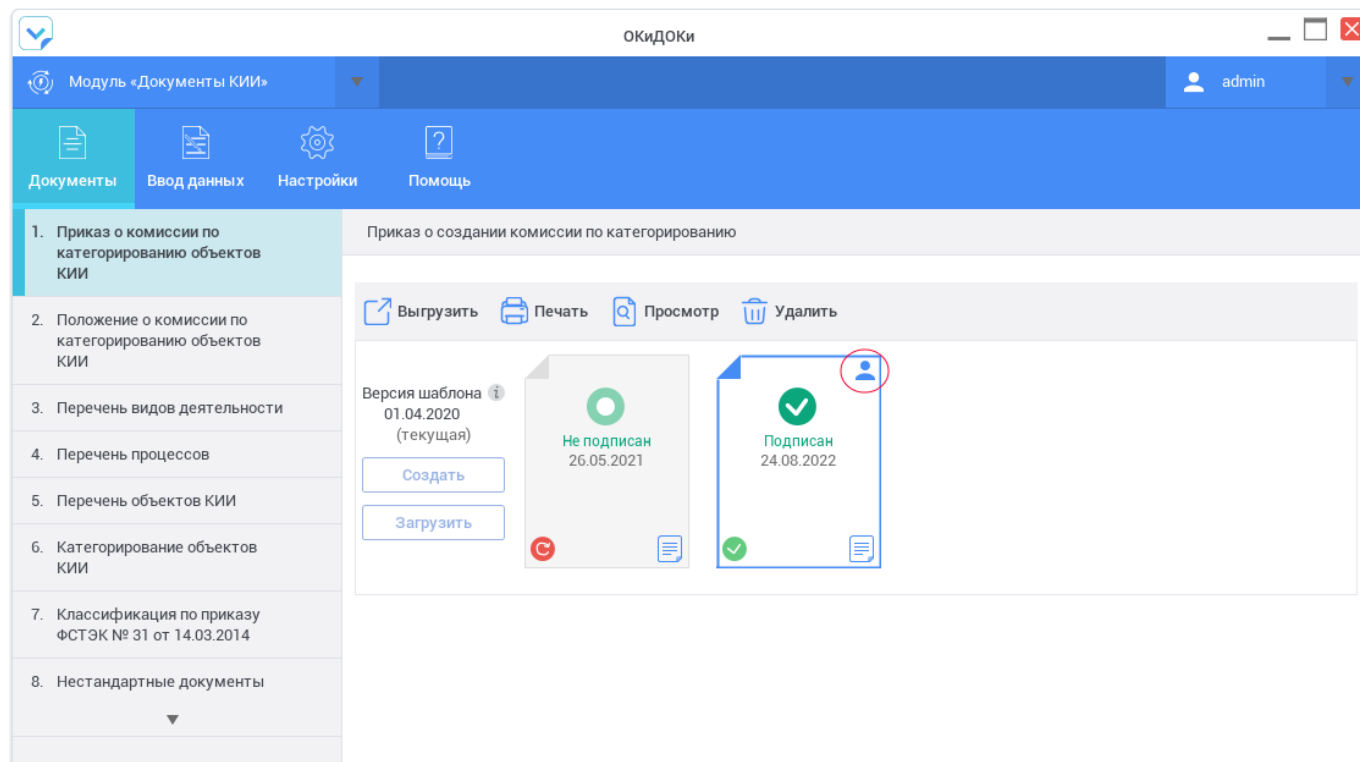 ОКиДОКи
Модуль «Документы КИИ»
admin
Документы
Ввод данных
Настройки
Помощь
1. Приказ о комиссии по
категорированию объектов
КИИ
2. Положение о комиссии по
категорированию объектов
КИИ
3. Перечень видов деятельности
4. Перечень процессов
5. Перечень объектов КИИ
6. Категорирование объектов
КИИ
7. Классификация по приказу
ФСТЭК № 31 от 14.03.2014
8. Нестандартные документы
Приказ о создании комиссии по категорированию
Выгрузить
Печать
Просмотр
Удалить
Версия шаблона i
01.04.2020
(текущая)
Создать
Загрузить
Не подписан
26.05.2021
Подписан
24.08.2022